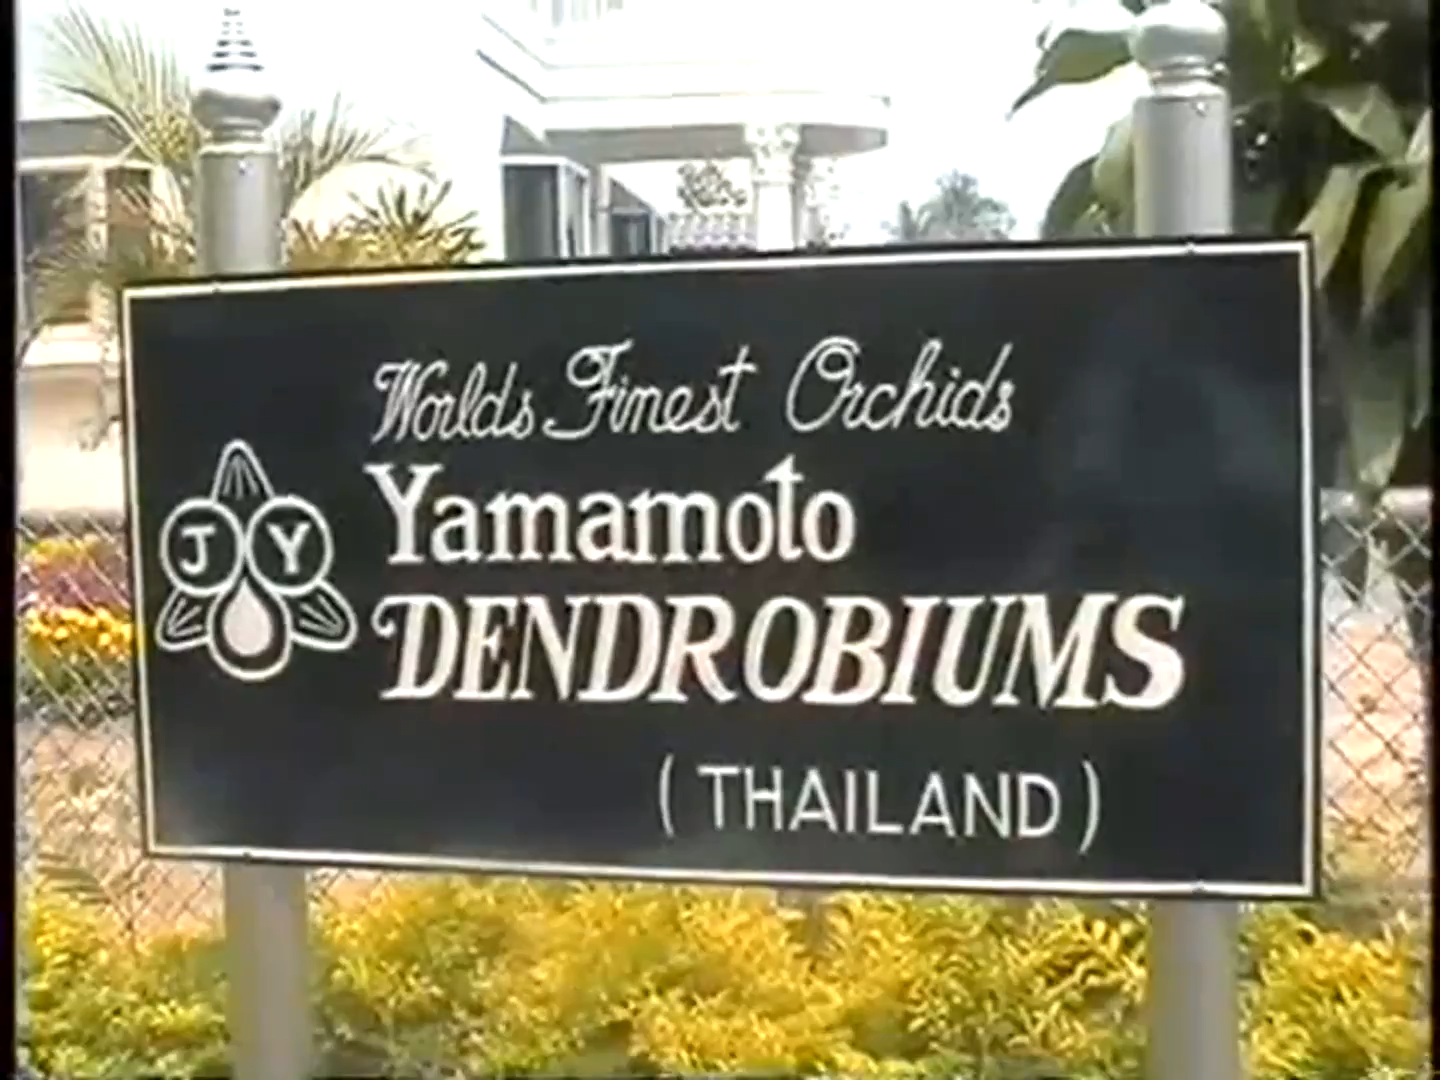 Worlds Finest Orchids
J Y
Yamamoto
DENDROBIUMS
(THAILAND)